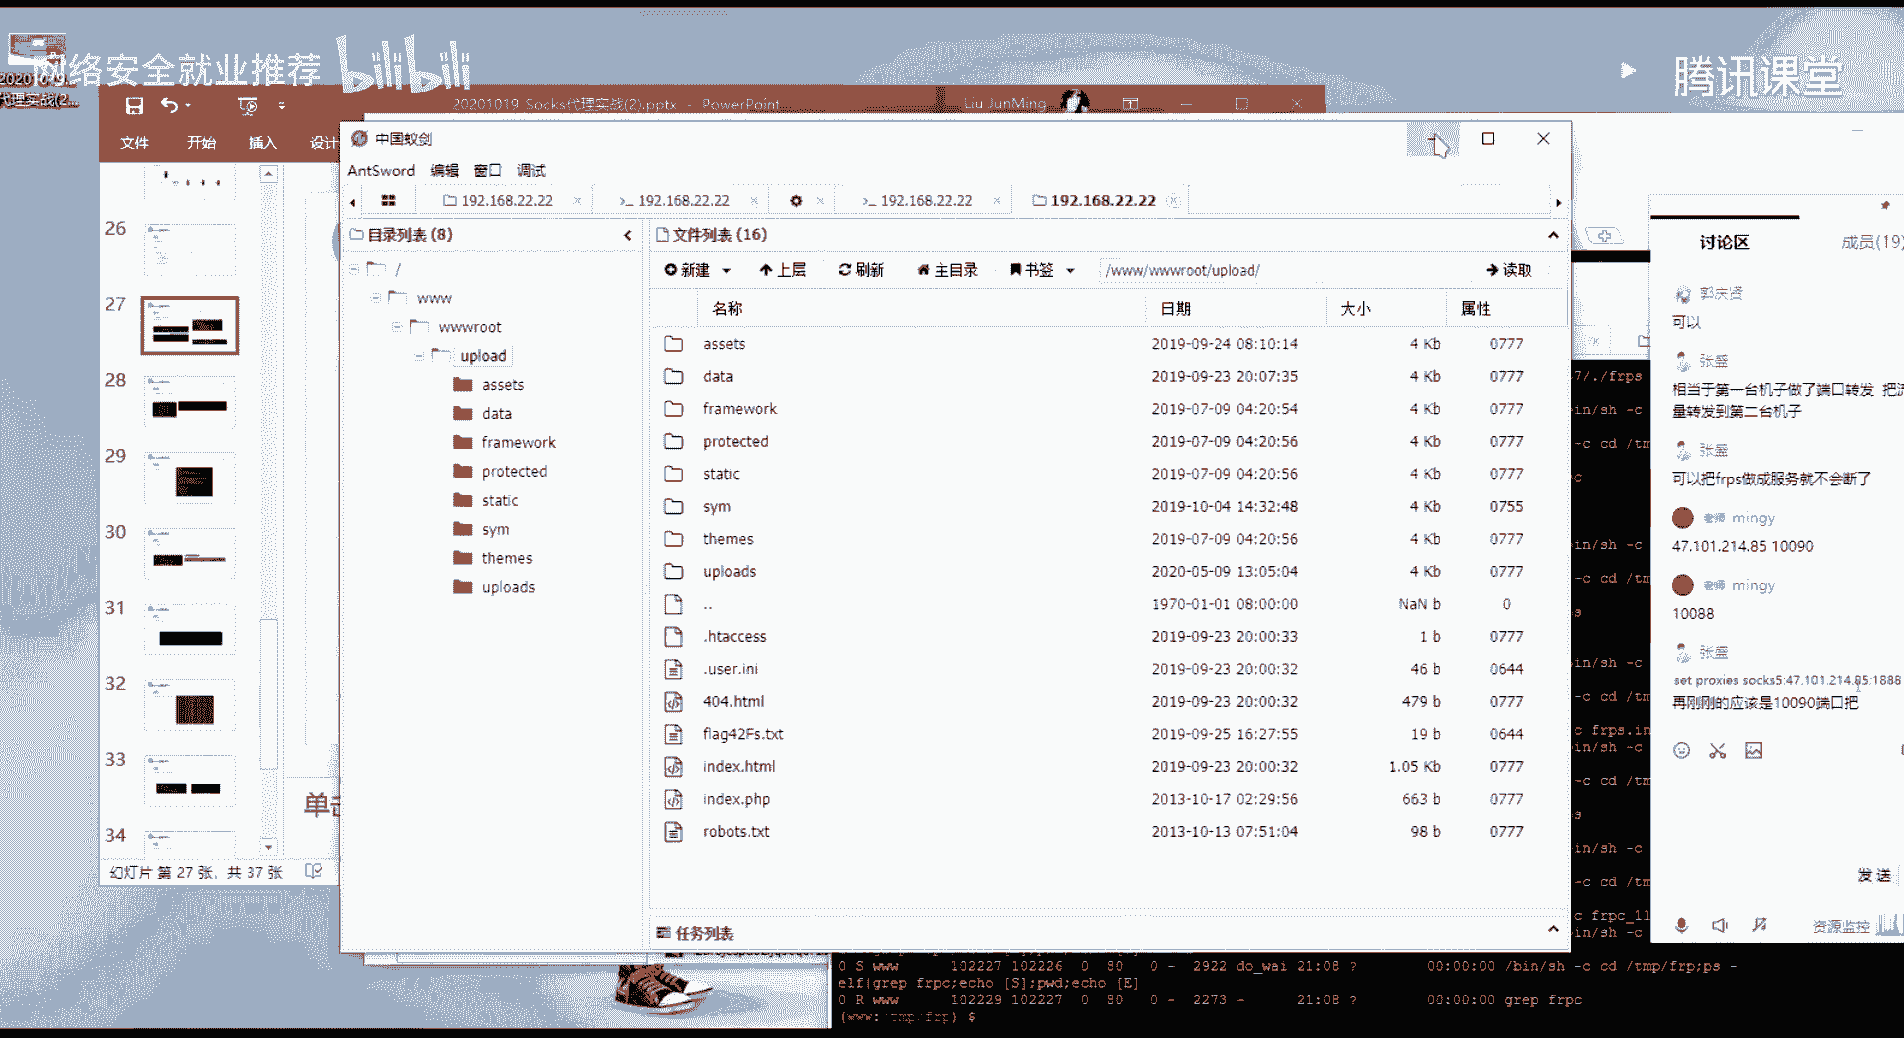 网络安全就业推荐
bilibili
腾讯课堂
代理实战(2...
20201019_Socks代理实战(2).pptx - PowerPoint
Liu JunMing
文件 开始 插入 设计
26
27
28
29
30
31
32
33
34
单击
幻灯片 第 27 张, 共 37 张
中国蚁剑
AntSword 编辑 窗口 调试
192.168.22.22
>_ 192.168.22.22
>_ 192.168.22.22
192.168.22.22
目录列表 (8)
/
www
wwwroot
upload
assets
data
framework
protected
static
sym
themes
uploads
文件列表 (16)
新建 上层 刷新 主目录 书签 /www/wwwroot/upload/ 读取
名称 日期 大小 属性
assets 2019-09-24 08:10:14 4 Kb 0777
data 2019-09-23 20:07:35 4 Kb 0777
framework 2019-07-09 04:20:54 4 Kb 0777
protected 2019-07-09 04:20:56 4 Kb 0777
static 2019-07-09 04:20:56 4 Kb 0777
sym 2019-10-04 14:32:48 4 Kb 0755
themes 2019-07-09 04:20:56 4 Kb 0777
uploads 2020-05-09 13:05:04 4 Kb 0777
.. 1970-01-01 08:00:00 NaN b 0
.htaccess 2019-09-23 20:00:33 1 b 0777
.user.ini 2019-09-23 20:00:32 46 b 0644
404.html 2019-09-23 20:00:32 479 b 0777
flag42Fs.txt 2019-09-25 16:27:55 19 b 0644
index.html 2019-09-23 20:00:32 1.05 Kb 0777
index.php 2013-10-17 02:29:56 663 b 0777
robots.txt 2013-10-13 07:51:04 98 b 0777
任务列表
7/./frps
in/sh -c
-c cd /tm
c
in/sh -c
-c cd /tm
s
in/sh -c
-c cd /tm
c frps.in
in/sh -c
-c cd /tm
s
in/sh -c
-c cd /tm
c frpc_11
in/sh -c
0 S www 102227 102226 0 80 0 - 2922 do_wai 21:08 ? 00:00:00 /bin/sh -c cd /tmp/frp;ps -
elf|grep frpc;echo [S];pwd;echo [E]
0 R www 102229 102227 0 80 0 - 2273 - 21:08 ? 00:00:00 grep frpc
(www:/tmp/frp) $
讨论区 成员(19)
可以
张盛
相当于第一台机子做了端口转发 把流
量转发到第二台机子
张盛
可以把frps做成服务就不会断了
老师 mingy
47.101.214.85 10090
老师 mingy
10088
张盛
set proxies socks5:47.101.214.85:1888
再刚刚的应该是10090端口把
发送
资源监控